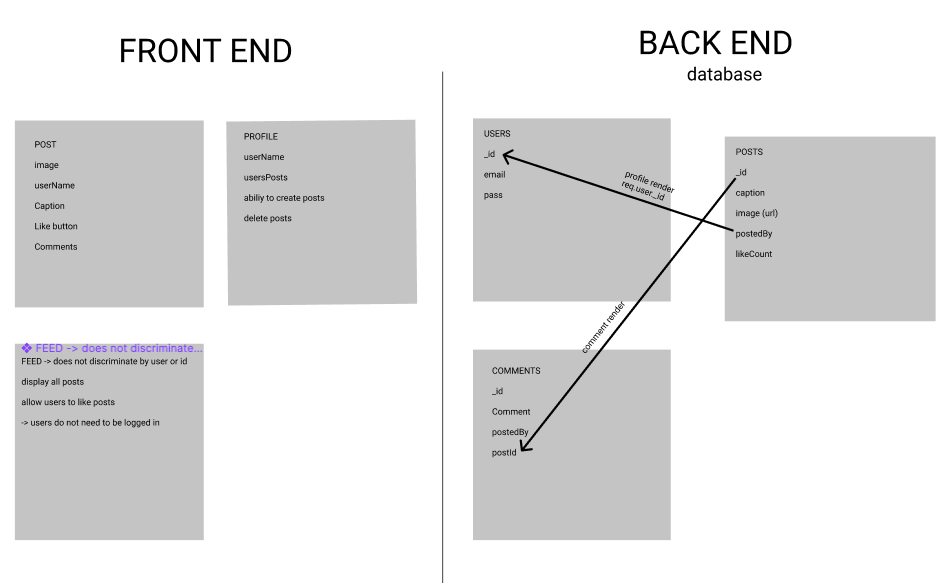 FRONT END
POST
image
userName
Caption
Like button
Comments
PROFILE
userName
usersPosts
abiliy to create posts
delete posts
❖ FEED -> does not discriminate...
FEED -> does not discriminate by user or id
display all posts
allow users to like posts
-> users do not need to be logged in
BACK END
database
USERS
_id
email
pass
profile render
req.user._id
POSTS
_id
caption
image (url)
postedBy
likeCount
comment render
COMMENTS
_id
Comment
postedBy
postId